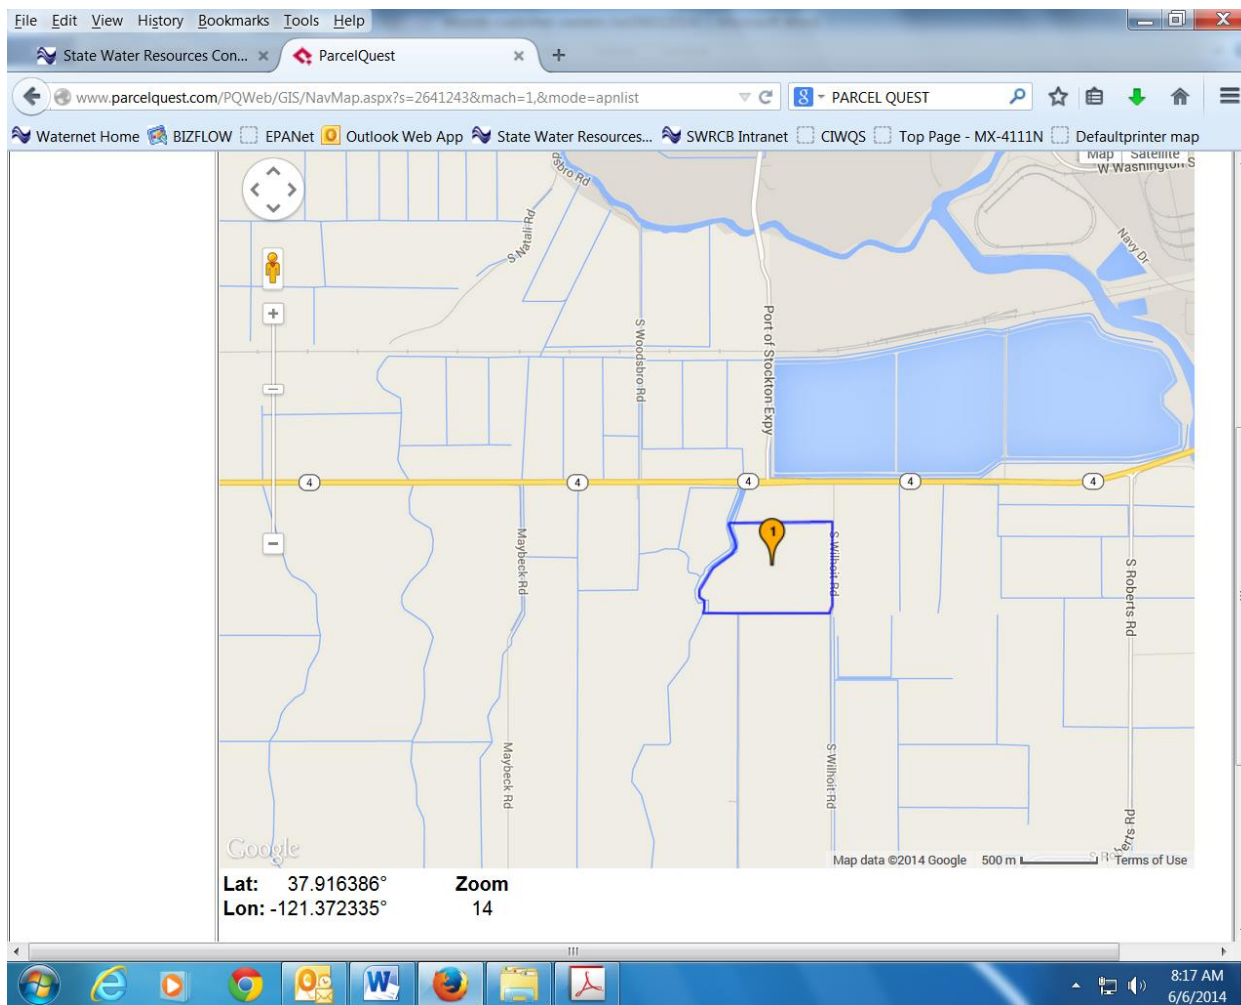 File Edit View History Bookmarks Tools Help
State Water Resources Con... × ParcelQuest × +
www.parcelquest.com/PQWeb/GIS/NavMap.aspx?s=2641243&mach=1,&mode=apnlist 8 PARCEL QUEST
Waternet Home BIZFLOW EPANet Outlook Web App State Water Resources... SWRCB Intranet CIWQS Top Page - MX-4111N Defaultprinter map
Map Satellite
W Washington S
dsbro Rd
S Natali Rd
Navy Dr
S Woodsbro Rd
Port of Stockton Expy
4 4 4 4 4
1
Maybeck Rd
S Wilhoit Rd
S Roberts Rd
Maybeck Rd
S Wilhoit Rd
Google
Map data ©2014 Google 500 m Terms of Use
Lat: 37.916386° Zoom
Lon: -121.372335° 14
8:17 AM
6/6/2014